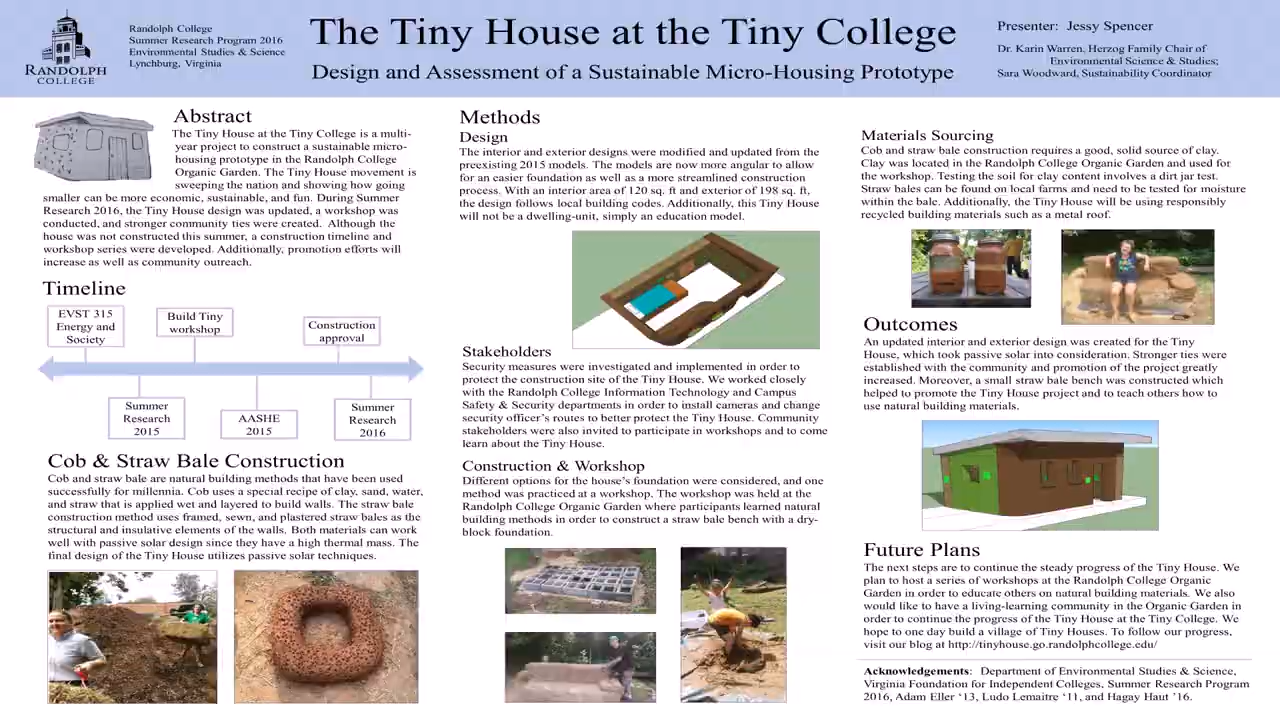 RANDOLPH
COLLEGE
Randolph College
Summer Research Program 2016
Environmental Studies & Science
Lynchburg, Virginia
The Tiny House at the Tiny College
Design and Assessment of a Sustainable Micro-Housing Prototype
Presenter: Jessy Spencer
Dr. Karin Warren, Herzog Family Chair of
Environmental Science & Studies;
Sara Woodward, Sustainability Coordinator
Abstract
The Tiny House at the Tiny College is a multi-
year project to construct a sustainable micro-
housing prototype in the Randolph College
Organic Garden. The Tiny House movement is
sweeping the nation and showing how going
smaller can be more economic, sustainable, and fun. During Summer
Research 2016, the Tiny House design was updated, a workshop was
conducted, and stronger community ties were created. Although the
house was not constructed this summer, a construction timeline and
workshop series were developed. Additionally, promotion efforts will
increase as well as community outreach.
Timeline
EVST 315
Energy and
Society
Build Tiny
workshop
Construction
approval
Summer
Research
2015
AASHE
2015
Summer
Research
2016
Cob & Straw Bale Construction
Cob and straw bale are natural building methods that have been used
successfully for millennia. Cob uses a special recipe of clay, sand, water,
and straw that is applied wet and layered to build walls. The straw bale
construction method uses framed, sewn, and plastered straw bales as the
structural and insulative elements of the walls. Both materials can work
well with passive solar design since they have a high thermal mass. The
final design of the Tiny House utilizes passive solar techniques.
Methods
Design
The interior and exterior designs were modified and updated from the
preexisting 2015 models. The models are now more angular to allow
for an easier foundation as well as a more streamlined construction
process. With an interior area of 120 sq. ft and exterior of 198 sq. ft,
the design follows local building codes. Additionally, this Tiny House
will not be a dwelling-unit, simply an education model.
Stakeholders
Security measures were investigated and implemented in order to
protect the construction site of the Tiny House. We worked closely
with the Randolph College Information Technology and Campus
Safety & Security departments in order to install cameras and change
security officer's routes to better protect the Tiny House. Community
stakeholders were also invited to participate in workshops and to come
learn about the Tiny House.
Construction & Workshop
Different options for the house's foundation were considered, and one
method was practiced at a workshop. The workshop was held at the
Randolph College Organic Garden where participants learned natural
building methods in order to construct a straw bale bench with a dry-
block foundation.
Materials Sourcing
Cob and straw bale construction requires a good, solid source of clay.
Clay was located in the Randolph College Organic Garden and used for
the workshop. Testing the soil for clay content involves a dirt jar test.
Straw bales can be found on local farms and need to be tested for moisture
within the bale. Additionally, the Tiny House will be using responsibly
recycled building materials such as a metal roof.
Outcomes
An updated interior and exterior design was created for the Tiny
House, which took passive solar into consideration. Stronger ties were
established with the community and promotion of the project greatly
increased. Moreover, a small straw bale bench was constructed which
helped to promote the Tiny House project and to teach others how to
use natural building materials.
Future Plans
The next steps are to continue the steady progress of the Tiny House. We
plan to host a series of workshops at the Randolph College Organic
Garden in order to educate others on natural building materials. We also
would like to have a living-learning community in the Organic Garden in
order to continue the progress of the Tiny House at the Tiny College. We
hope to one day build a village of Tiny Houses. To follow our progress,
visit our blog at http://tinyhouse.go.randolphcollege.edu/
Acknowledgements: Department of Environmental Studies & Science,
Virginia Foundation for Independent Colleges, Summer Research Program
2016, Adam Eller '13, Ludo Lemaitre '11, and Hagay Haut '16.